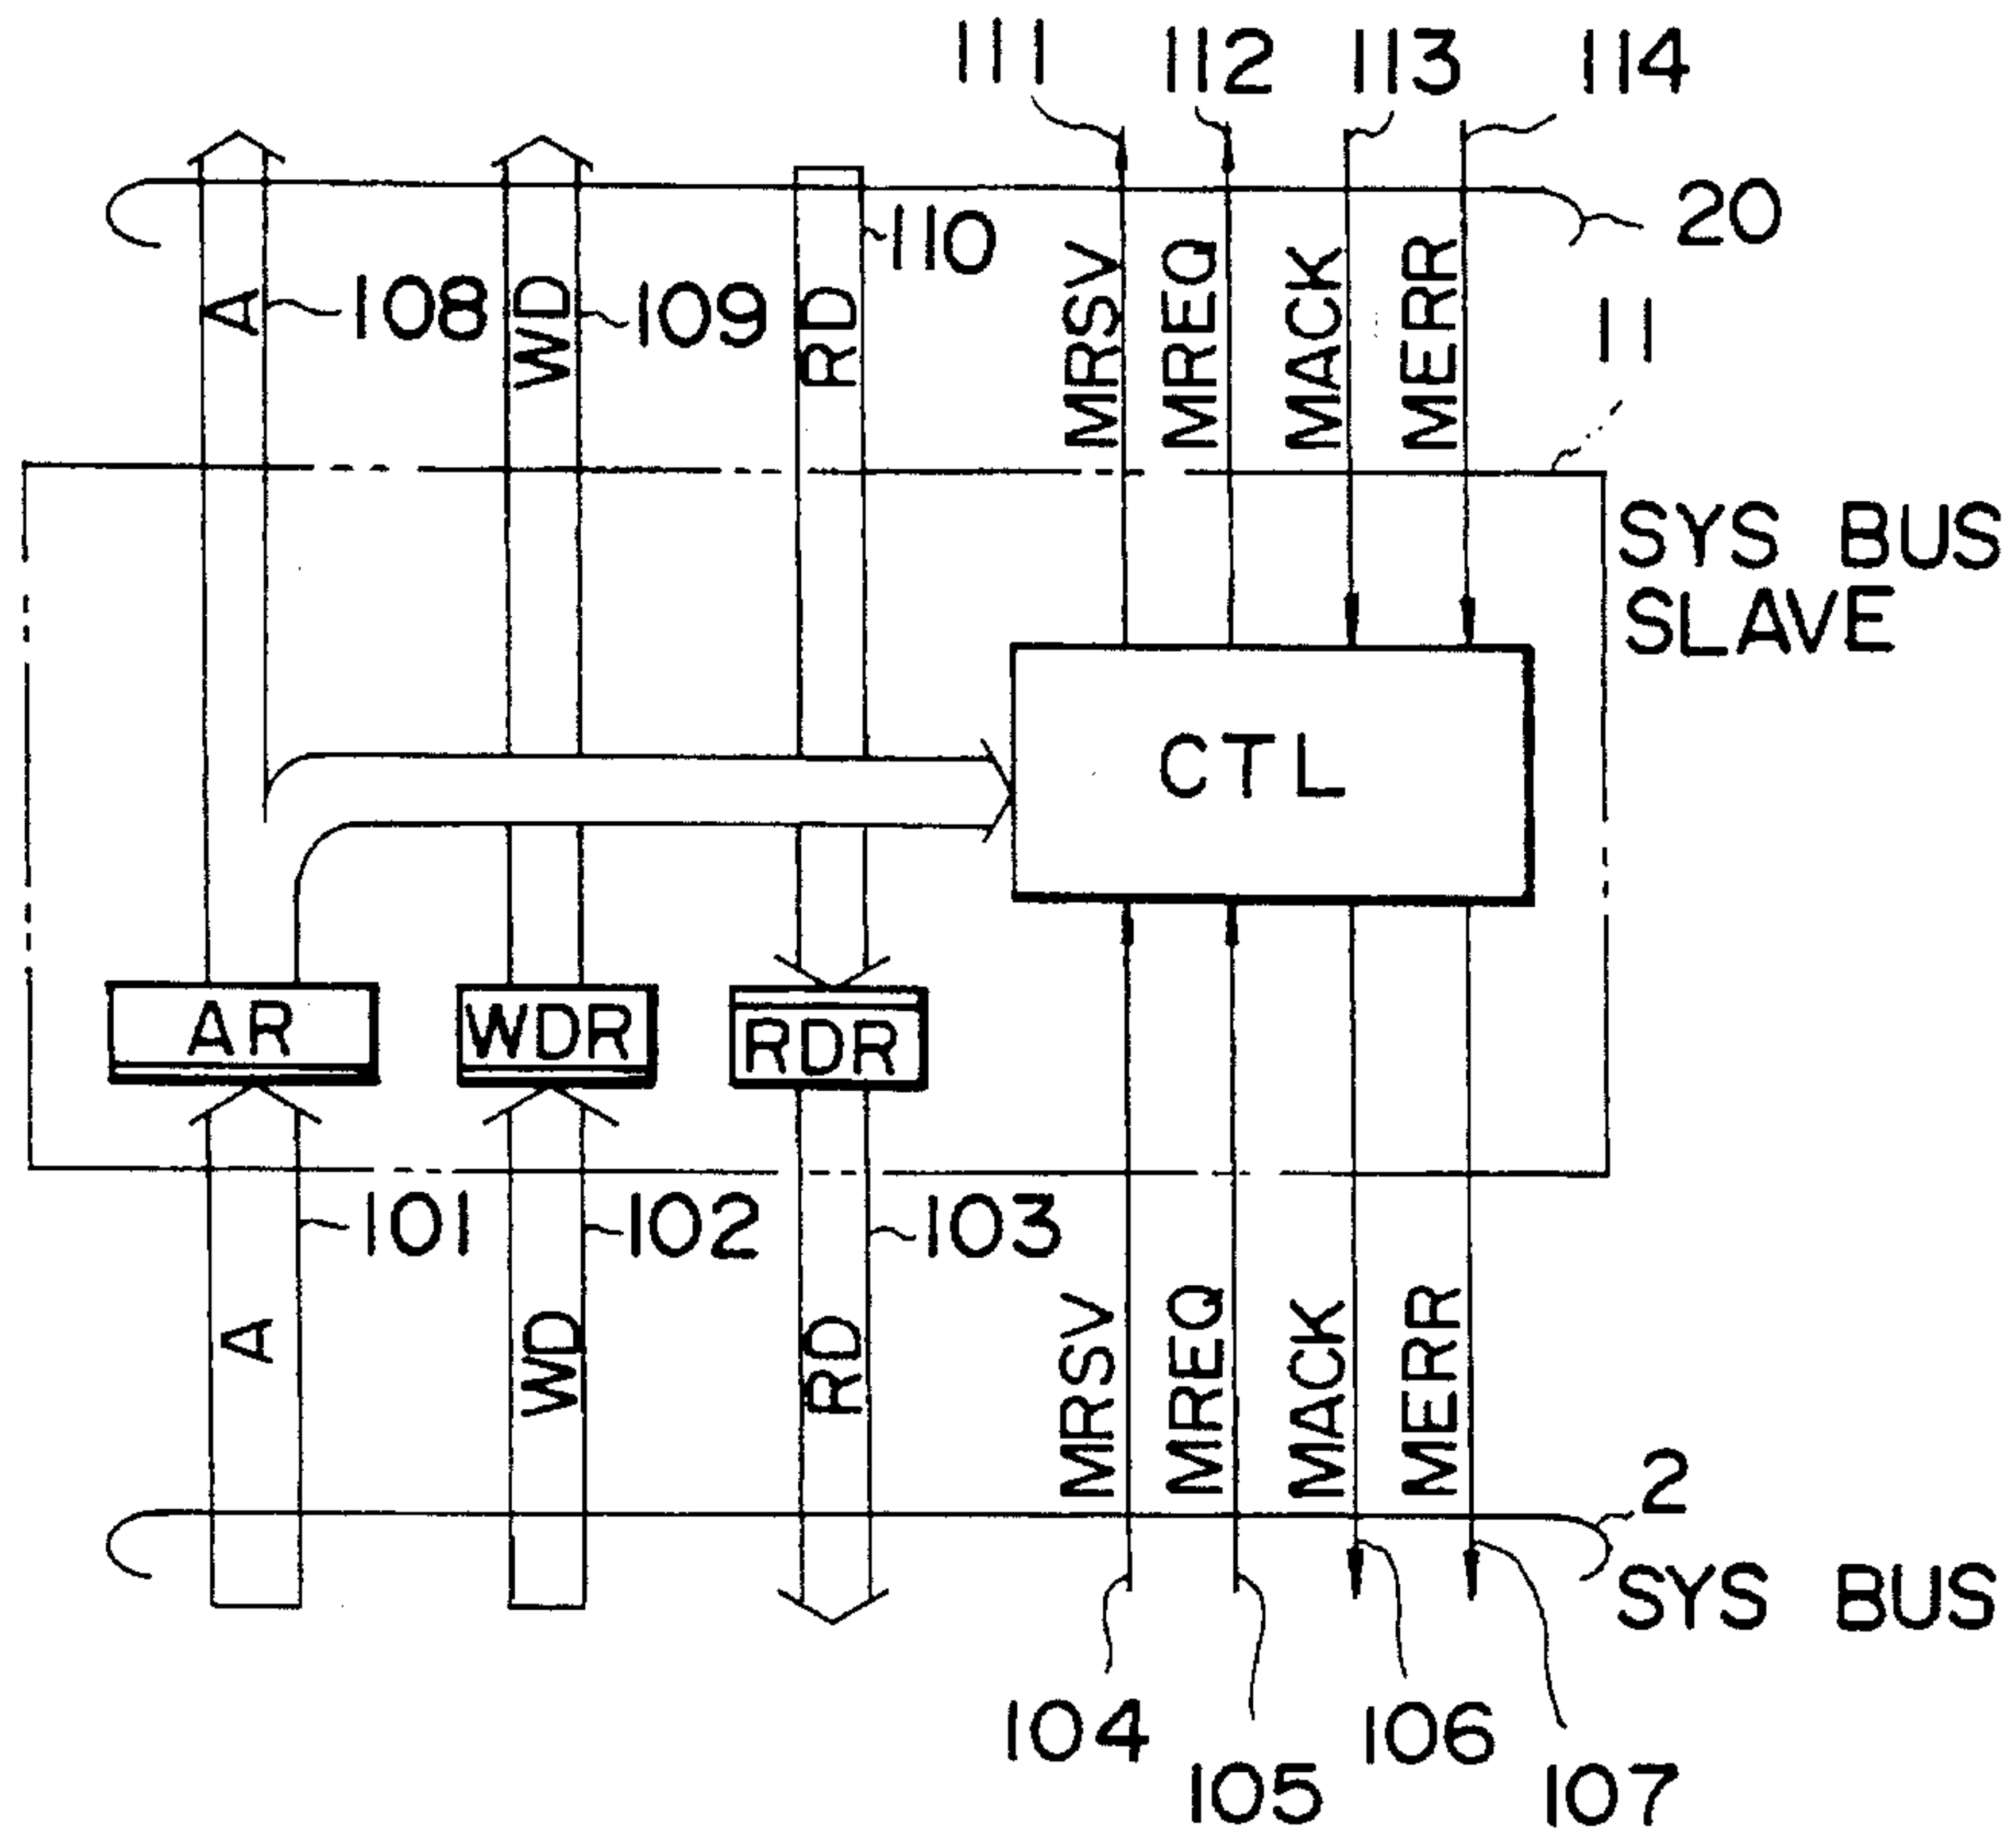 111
112
113
114
20
110
A
108
WD
109
RD
MRSV
MREQ
MACK
MERR
11
SYS BUS
SLAVE
CTL
AR
WDR
RDR
101
102
103
A
WD
RD
MRSV
MREQ
MACK
MERR
2
SYS BUS
104
105
106
107